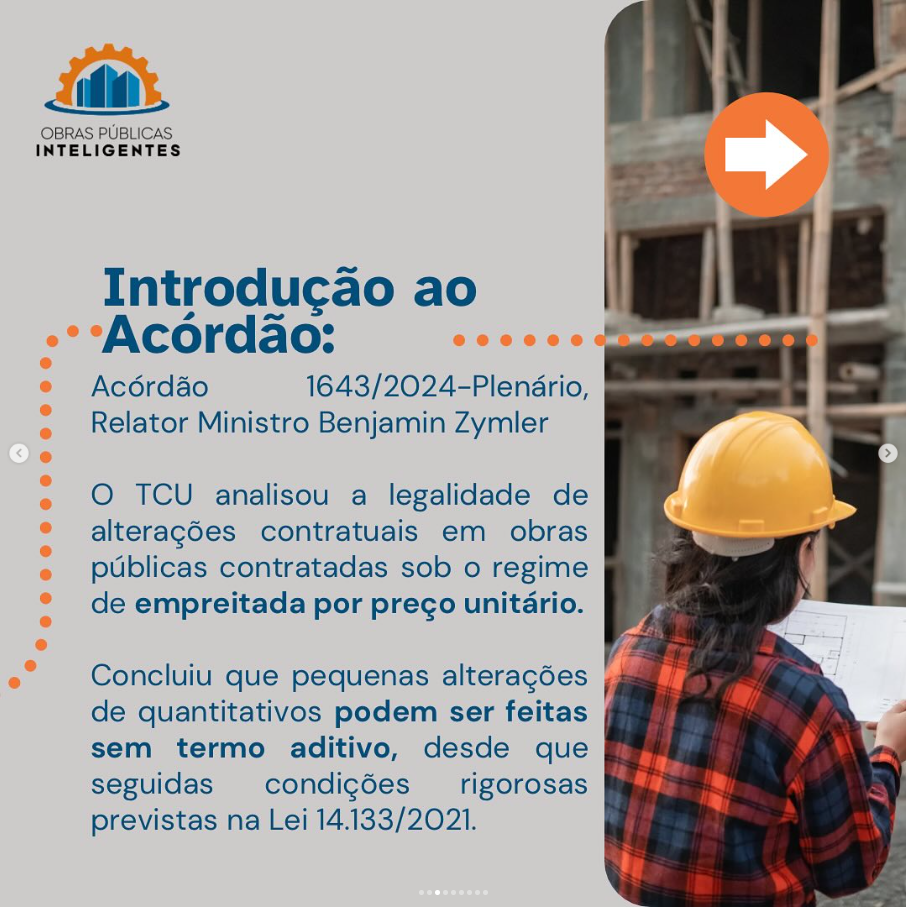 OBRAS PÚBLICAS
INTELIGENTES
Introdução ao
Acórdão:
Acórdão 1643/2024-Plenário,
Relator Ministro Benjamin Zymler
O TCU analisou a legalidade de
alterações contratuais em obras
públicas contratadas sob o regime
de empreitada por preço unitário.
Concluiu que pequenas alterações
de quantitativos podem ser feitas
sem termo aditivo, desde que
seguidas condições rigorosas
previstas na Lei 14.133/2021.